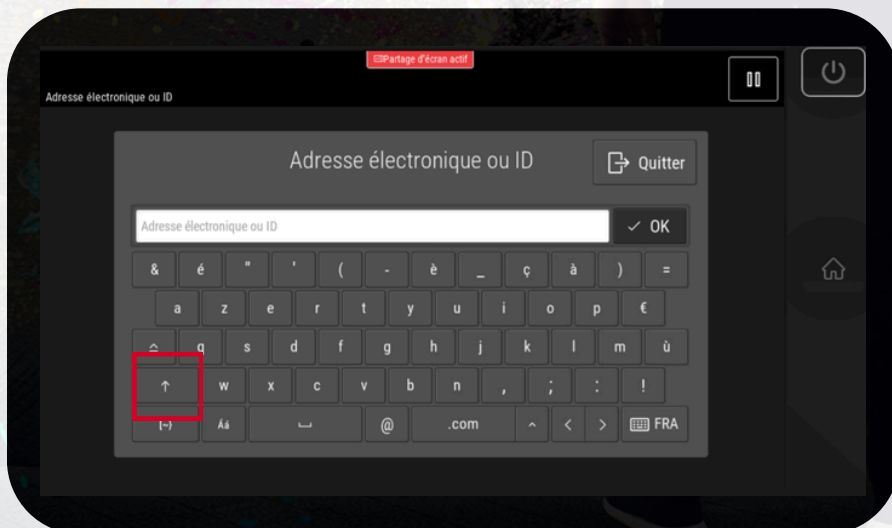 Partage d'écran actif
Adresse électronique ou ID
Adresse électronique ou ID
Quitter
Adresse électronique ou ID
OK
& é " ' ( - è _ ç à ) =
a z e r t y u i o p €
q s d f g h j k l m ù
w x c v b n , ; : !
{~} Áá @ .com ^ < > FRA